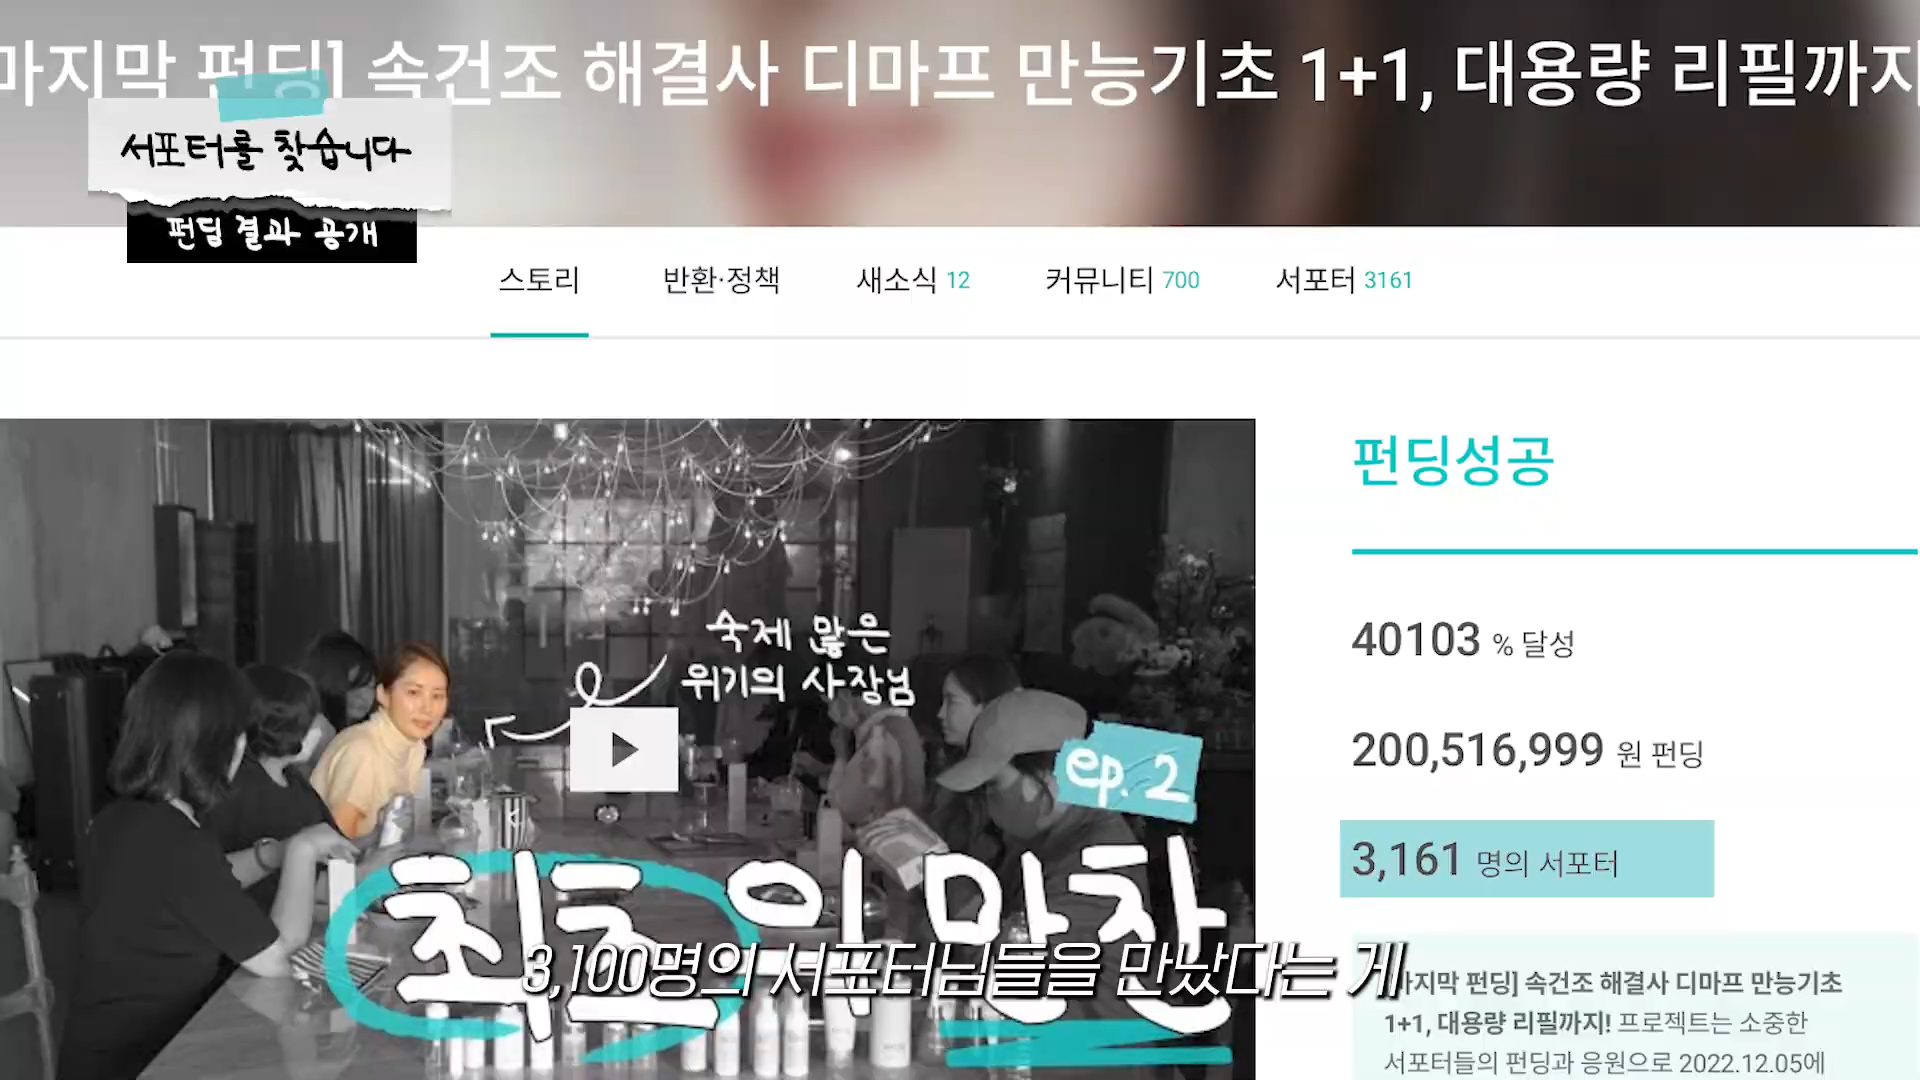 마지막 펀딩] 속건조 해결사 디마프 만능기초 1+1, 대용량 리필까지
서포터를 찾습니다
펀딩 결과 공개
스토리 반환·정책 새소식 12 커뮤니티 700 서포터 3161
펀딩성공
40103 % 달성
200,516,999 원 펀딩
3,161 명의 서포터
숙제 많은
위기의 사장님
ep. 2
최초의 만찬
3,100명의 서포터님들을 만났다는 게
마지막 펀딩] 속건조 해결사 디마프 만능기초
1+1, 대용량 리필까지! 프로젝트는 소중한
서포터들의 펀딩과 응원으로 2022.12.05에